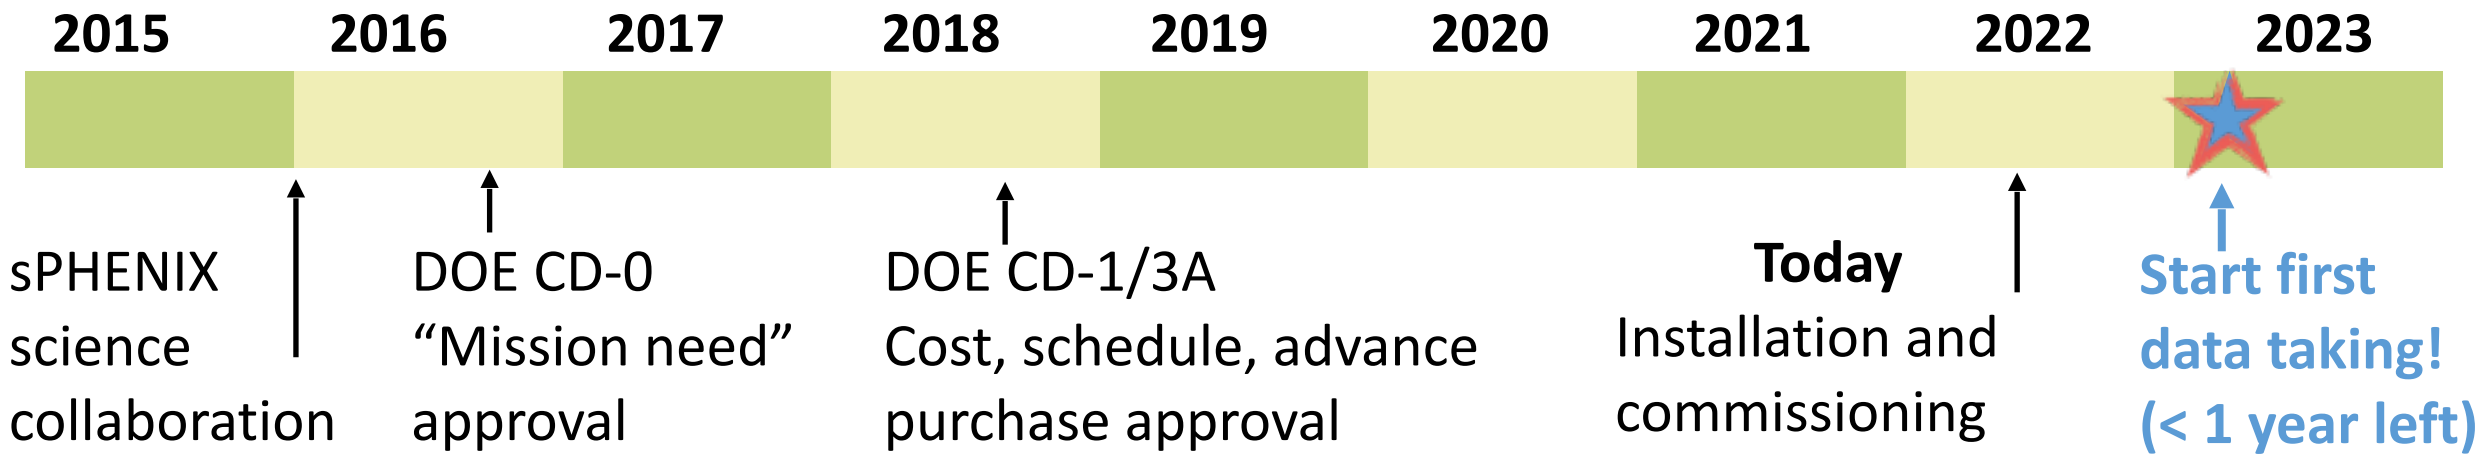 2015 2016 2017 2018 2019 2020 2021 2022 2023
sPHENIX
science
collaboration
DOE CD-0
“Mission need”
approval
DOE CD-1/3A
Cost, schedule, advance
purchase approval
Today
Installation and
commissioning
Start first
data taking!
(< 1 year left)